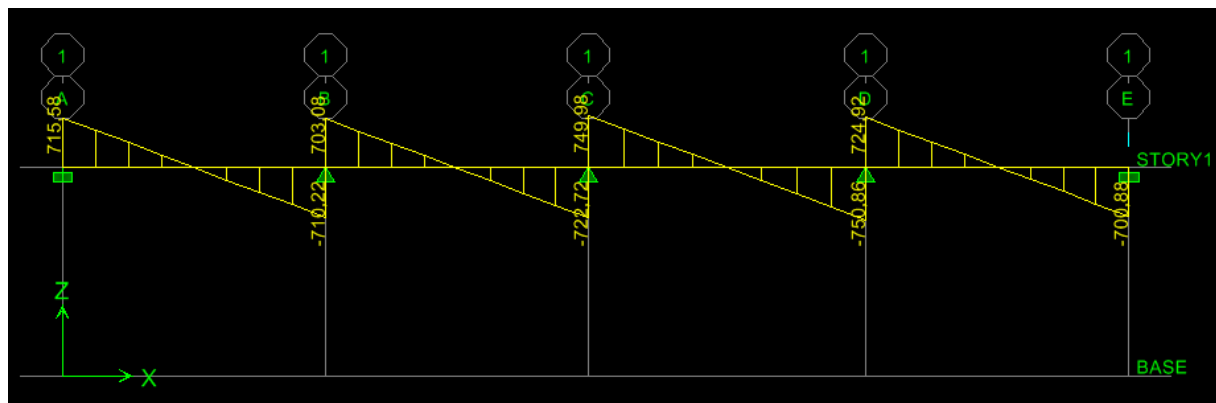 1 1 1 1 1
A B C D E
715,58 703,08 749,98 724,92
STORY1
-710,22 -722,72 -750,86 -700,88
Z
X
BASE